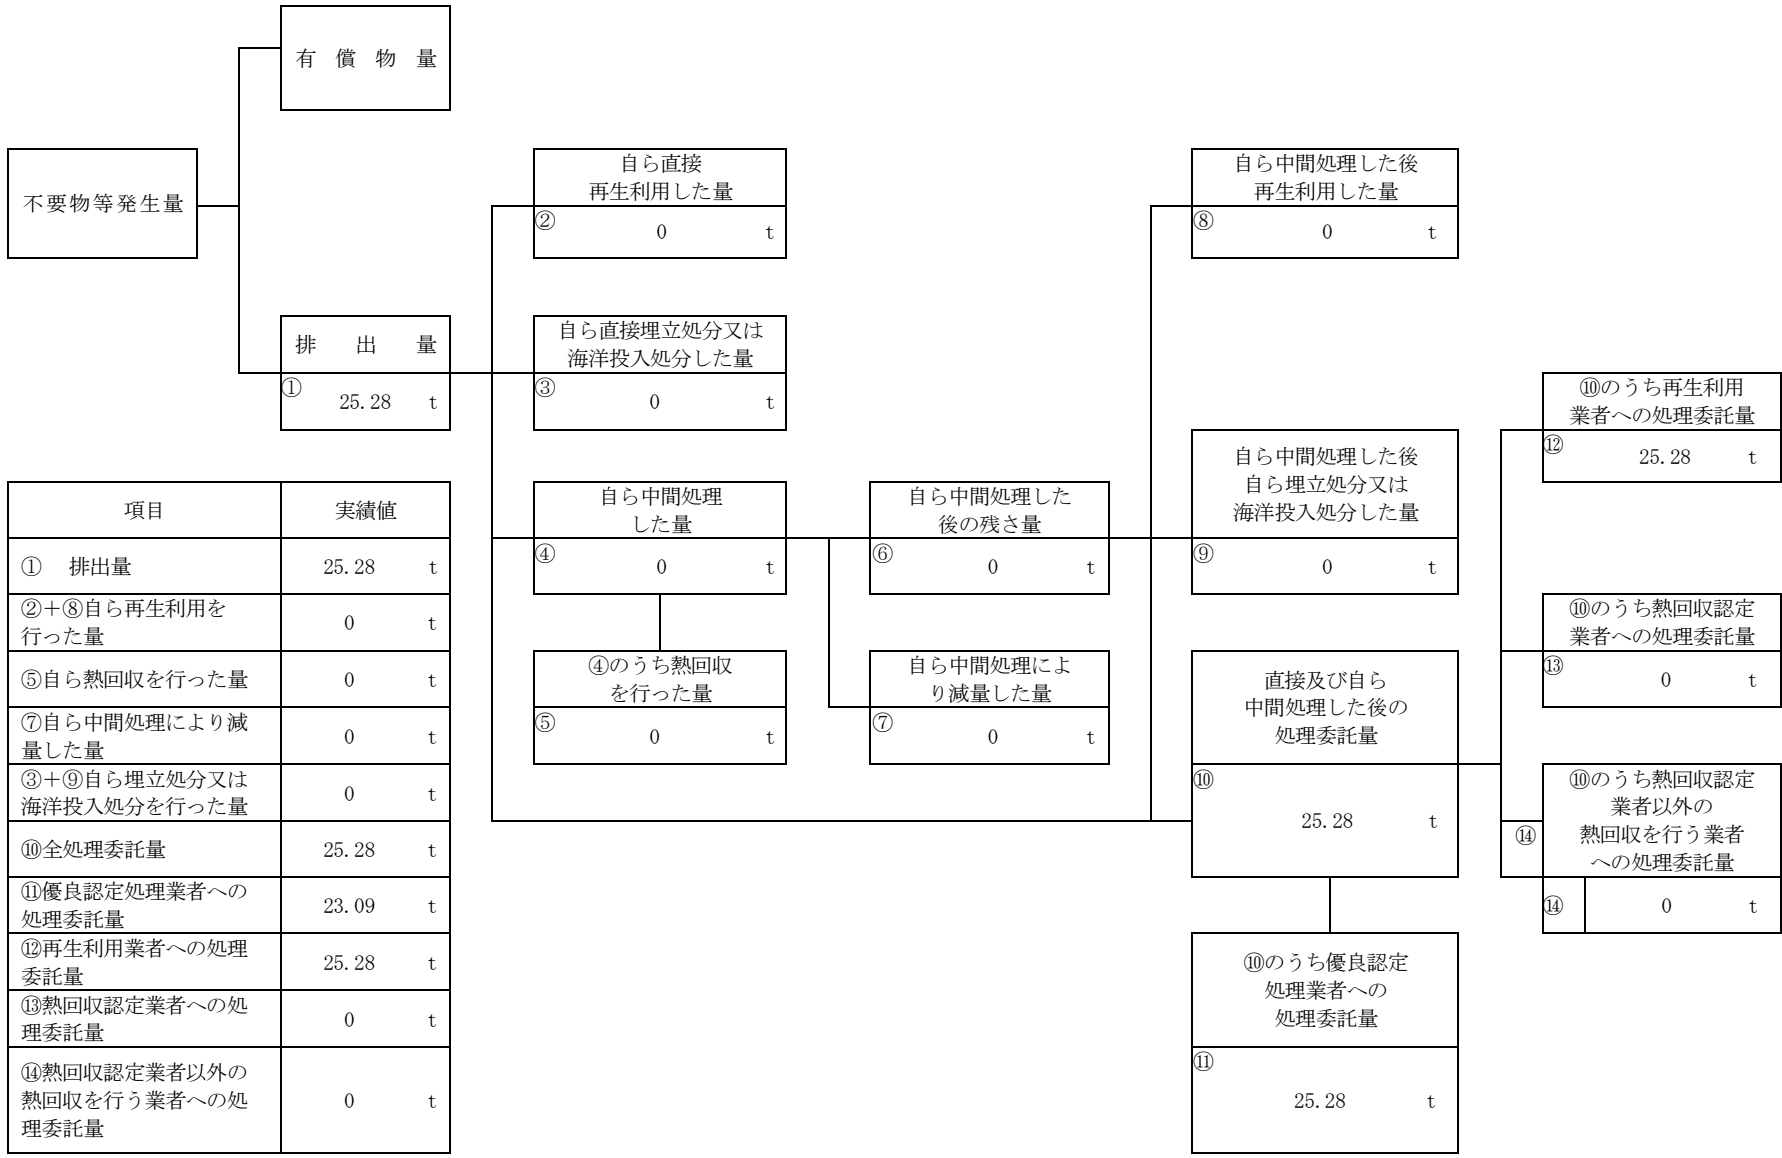 有償物量
不要物等発生量
自ら直接
再生利用した量
② 0 t
自ら中間処理した後
再生利用した量
⑧ 0 t
排出量
① 25.28 t
自ら直接埋立処分又は
海洋投入処分した量
③ 0 t
⑩のうち再生利用
業者への処理委託量
⑫ 25.28 t
自ら中間処理した後
自ら埋立処分又は
海洋投入処分した量
⑨ 0 t
自ら中間処理
した量
④ 0 t
自ら中間処理した
後の残さ量
⑥ 0 t
⑩のうち熱回収認定
業者への処理委託量
⑬ 0 t
④のうち熱回収
を行った量
⑤ 0 t
自ら中間処理によ
り減量した量
⑦ 0 t
直接及び自ら
中間処理した後の
処理委託量
⑩ 25.28 t
⑩のうち熱回収認定
業者以外の
熱回収を行う業者
への処理委託量
⑭
⑭ 0 t
⑩のうち優良認定
処理業者への
処理委託量
⑪ 25.28 t
項目 実績値
① 排出量 25.28 t
②+⑧自ら再生利用を
行った量 0 t
⑤自ら熱回収を行った量 0 t
⑦自ら中間処理により減
量した量 0 t
③+⑨自ら埋立処分又は
海洋投入処分を行った量 0 t
⑩全処理委託量 25.28 t
⑪優良認定処理業者への
処理委託量 23.09 t
⑫再生利用業者への処理
委託量 25.28 t
⑬熱回収認定業者への処
理委託量 0 t
⑭熱回収認定業者以外の
熱回収を行う業者への処
理委託量 0 t